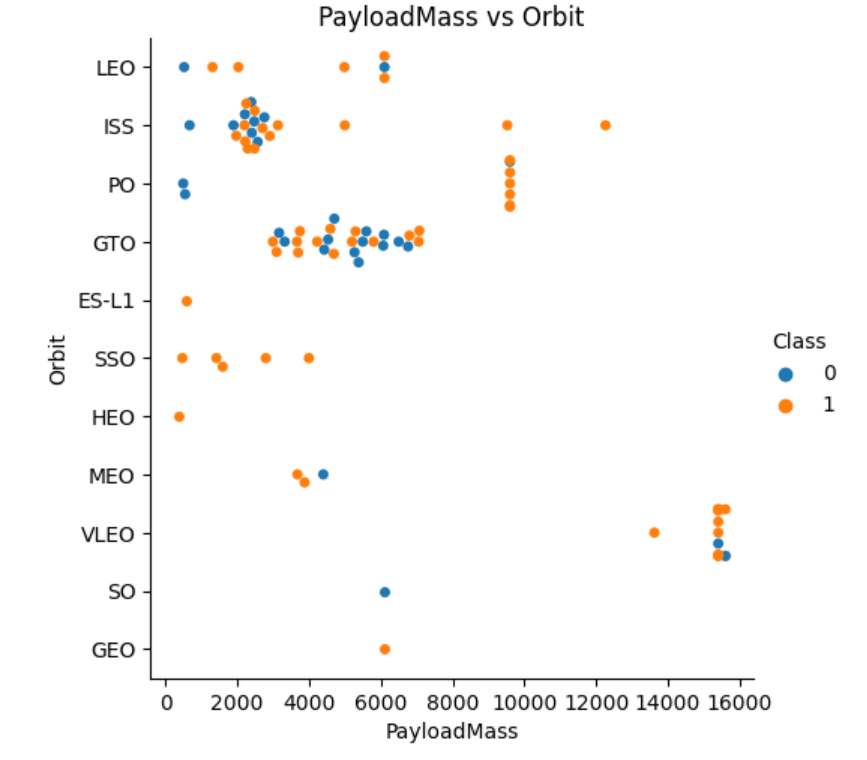 PayloadMass vs Orbit
LEO
ISS
PO
GTO
ES-L1
SSO
HEO
MEO
VLEO
SO
GEO
Orbit
Class
0
1
0 2000 4000 6000 8000 10000 12000 14000 16000
PayloadMass